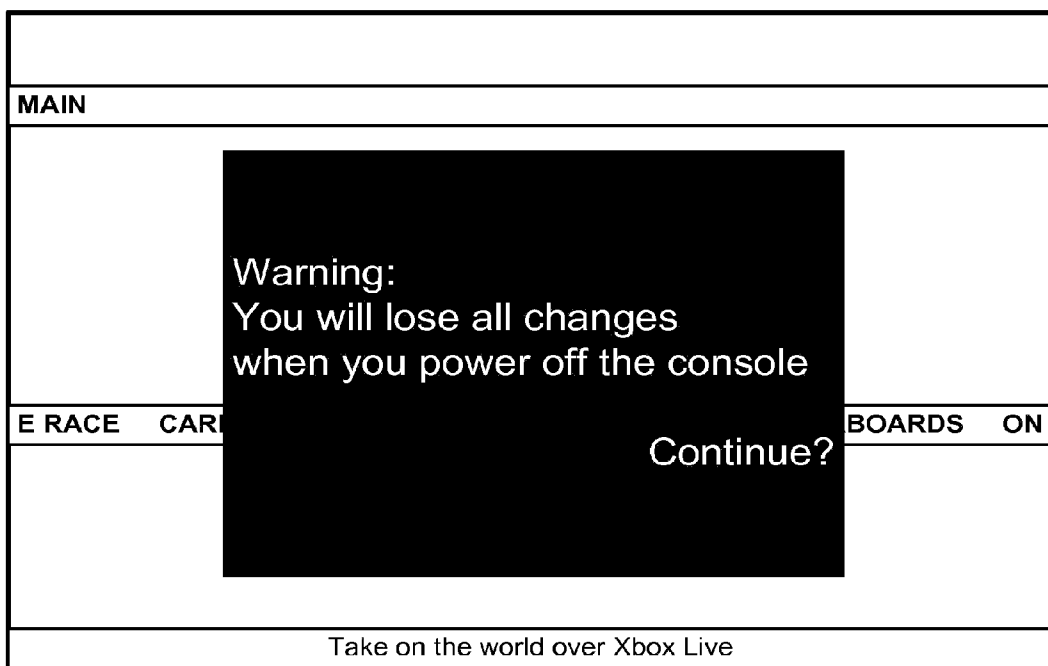 MAIN
Warning:
You will lose all changes
when you power off the console
E RACE CAR BOARDS ON
Continue?
Take on the world over Xbox Live